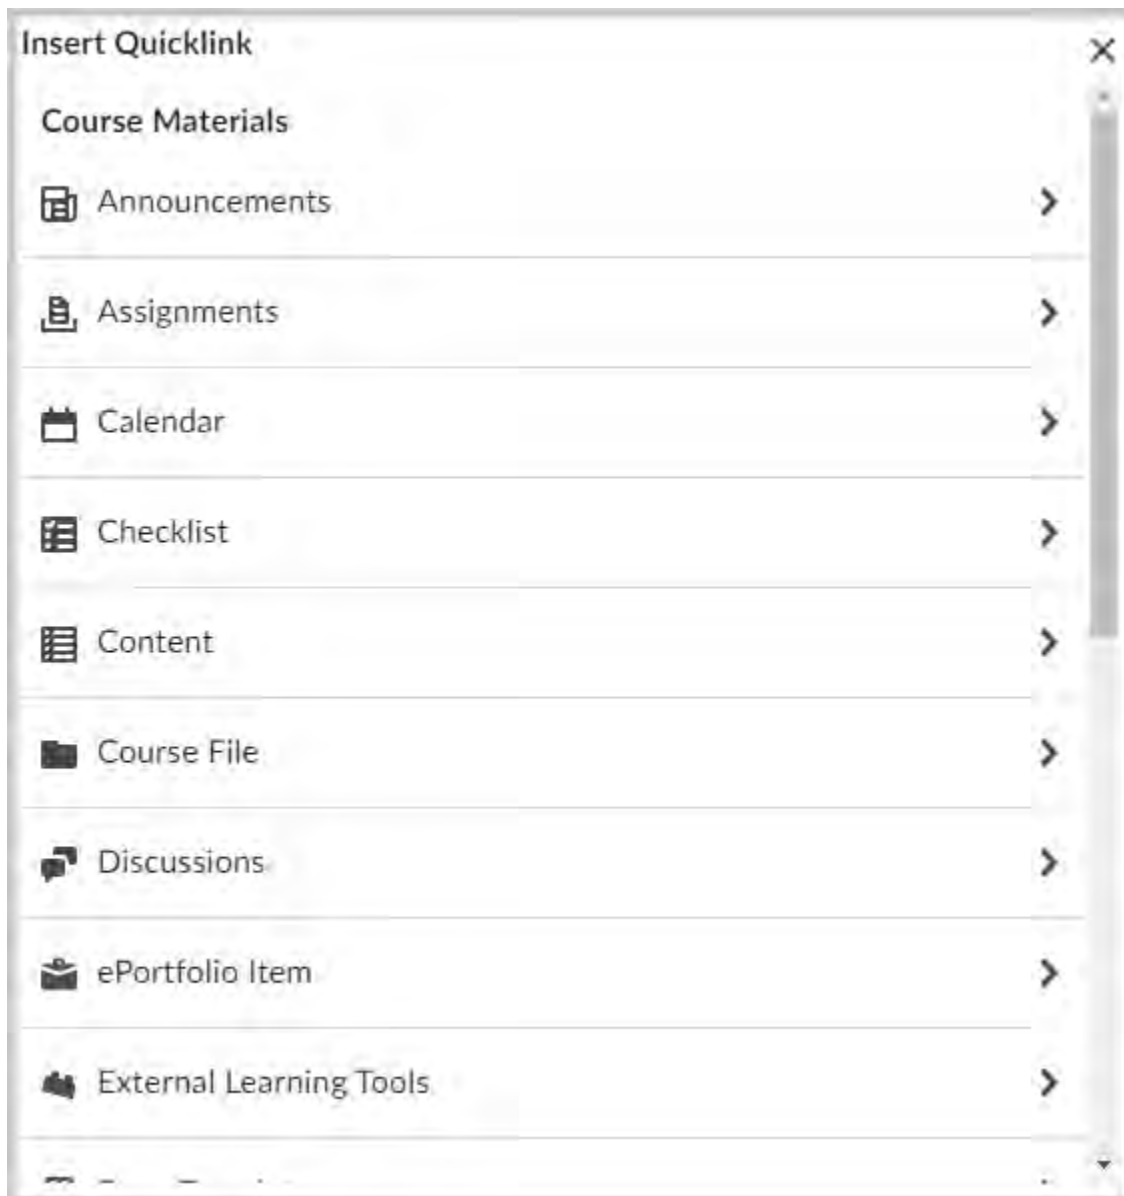 Insert Quicklink
Course Materials
Announcements
Assignments
Calendar
Checklist
Content
Course File
Discussions
ePortfolio Item
External Learning Tools